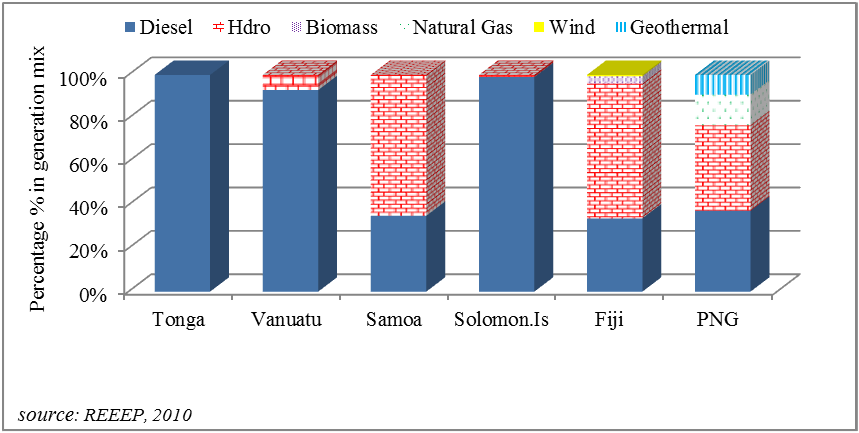 Diesel Hdro Biomass Natural Gas Wind Geothermal
Percentage % in generation mix
100%
80%
60%
40%
20%
0%
Tonga Vanuatu Samoa Solomon.Is Fiji PNG
source: REEEP, 2010